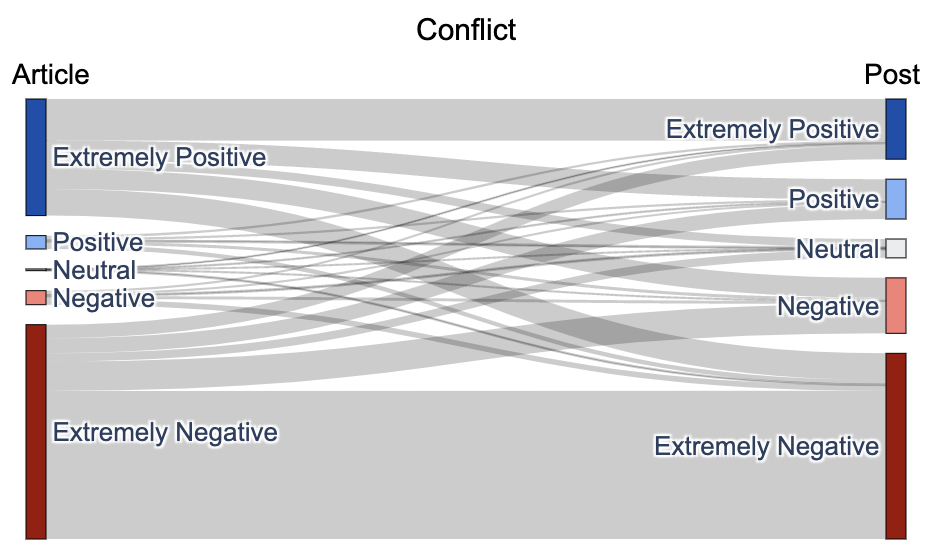 Conflict
Article
Post
Extremely Positive
Positive
Neutral
Negative
Extremely Negative
Extremely Positive
Positive
Neutral
Negative
Extremely Negative